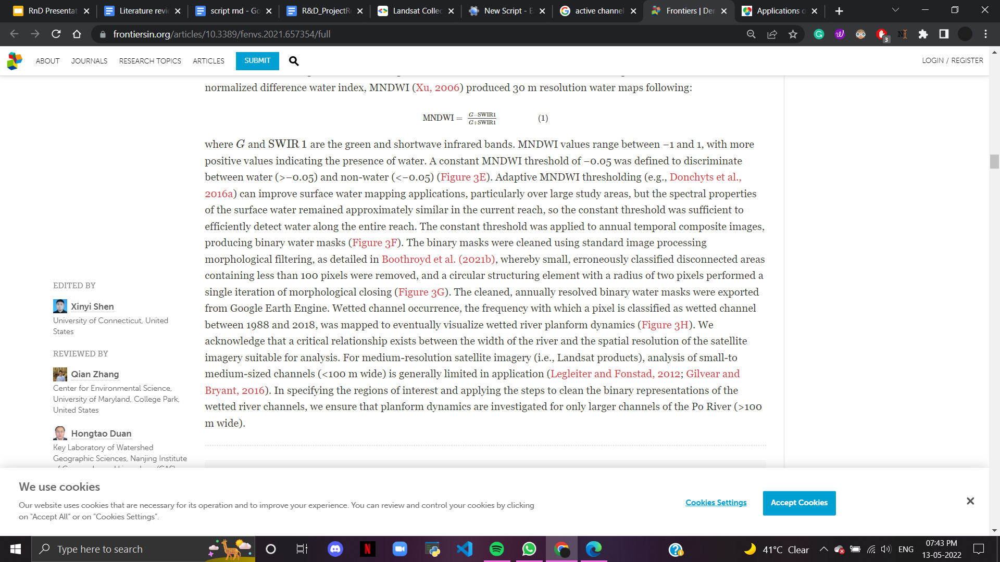 RnD Presentat
Literature revie
script rnd - Go
R&D_ProjectRe
Landsat Collec
New Script - Ea
active channel
Frontiers | Der
Applications o
frontiersin.org/articles/10.3389/fenvs.2021.657354/full
3
ABOUT JOURNALS RESEARCH TOPICS ARTICLES SUBMIT
LOGIN / REGISTER
normalized difference water index, MNDWI (Xu, 2006) produced 30 m resolution water maps following:
MNDWI = G−SWIR1 / G+SWIR1 (1)
where G and SWIR 1 are the green and shortwave infrared bands. MNDWI values range between −1 and 1, with more
positive values indicating the presence of water. A constant MNDWI threshold of −0.05 was defined to discriminate
between water (>−0.05) and non-water (<−0.05) (Figure 3E). Adaptive MNDWI thresholding (e.g., Donchyts et al.,
2016a) can improve surface water mapping applications, particularly over large study areas, but the spectral properties
of the surface water remained approximately similar in the current reach, so the constant threshold was sufficient to
efficiently detect water along the entire reach. The constant threshold was applied to annual temporal composite images,
producing binary water masks (Figure 3F). The binary masks were cleaned using standard image processing
morphological filtering, as detailed in Boothroyd et al. (2021b), whereby small, erroneously classified disconnected areas
containing less than 100 pixels were removed, and a circular structuring element with a radius of two pixels performed a
single iteration of morphological closing (Figure 3G). The cleaned, annually resolved binary water masks were exported
from Google Earth Engine. Wetted channel occurrence, the frequency with which a pixel is classified as wetted channel
between 1988 and 2018, was mapped to eventually visualize wetted river planform dynamics (Figure 3H). We
acknowledge that a critical relationship exists between the width of the river and the spatial resolution of the satellite
imagery suitable for analysis. For medium-resolution satellite imagery (i.e., Landsat products), analysis of small-to
medium-sized channels (<100 m wide) is generally limited in application (Legleiter and Fonstad, 2012; Gilvear and
Bryant, 2016). In specifying the regions of interest and applying the steps to clean the binary representations of the
wetted river channels, we ensure that planform dynamics are investigated for only larger channels of the Po River (>100
m wide).
EDITED BY
Xinyi Shen
University of Connecticut, United
States
REVIEWED BY
Qian Zhang
Center for Environmental Science,
University of Maryland, College Park,
United States
Hongtao Duan
Key Laboratory of Watershed
Geographic Sciences, Nanjing Institute
We use cookies
Our website uses cookies that are necessary for its operation and to improve your experience. You can review and control your cookies by clicking
on "Accept All" or on "Cookies Settings".
Cookies Settings
Accept Cookies
Type here to search
41°C Clear
ENG
07:43 PM
13-05-2022